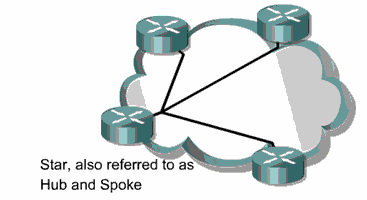 Star, also referred to as
Hub and Spoke